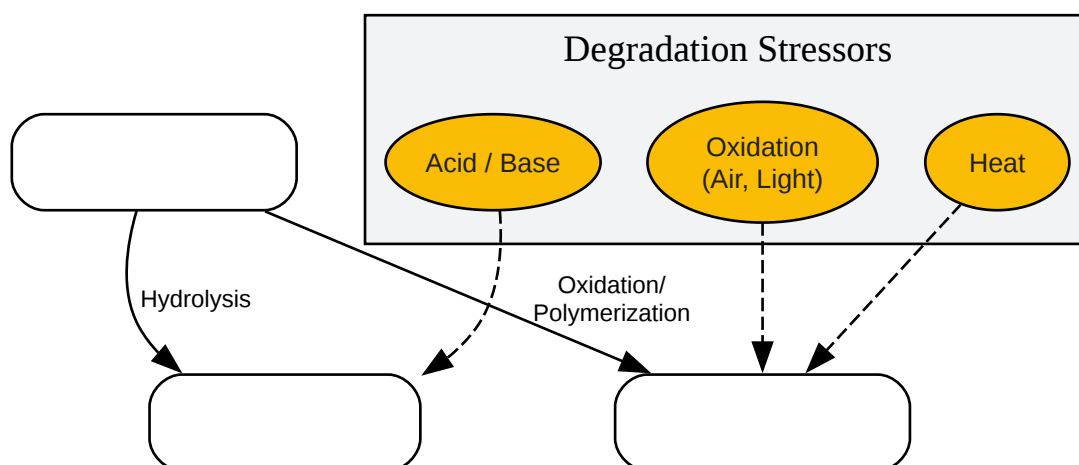 Degradation Stressors
Acid / Base
Oxidation
(Air, Light)
Heat
Hydrolysis
Oxidation/
Polymerization